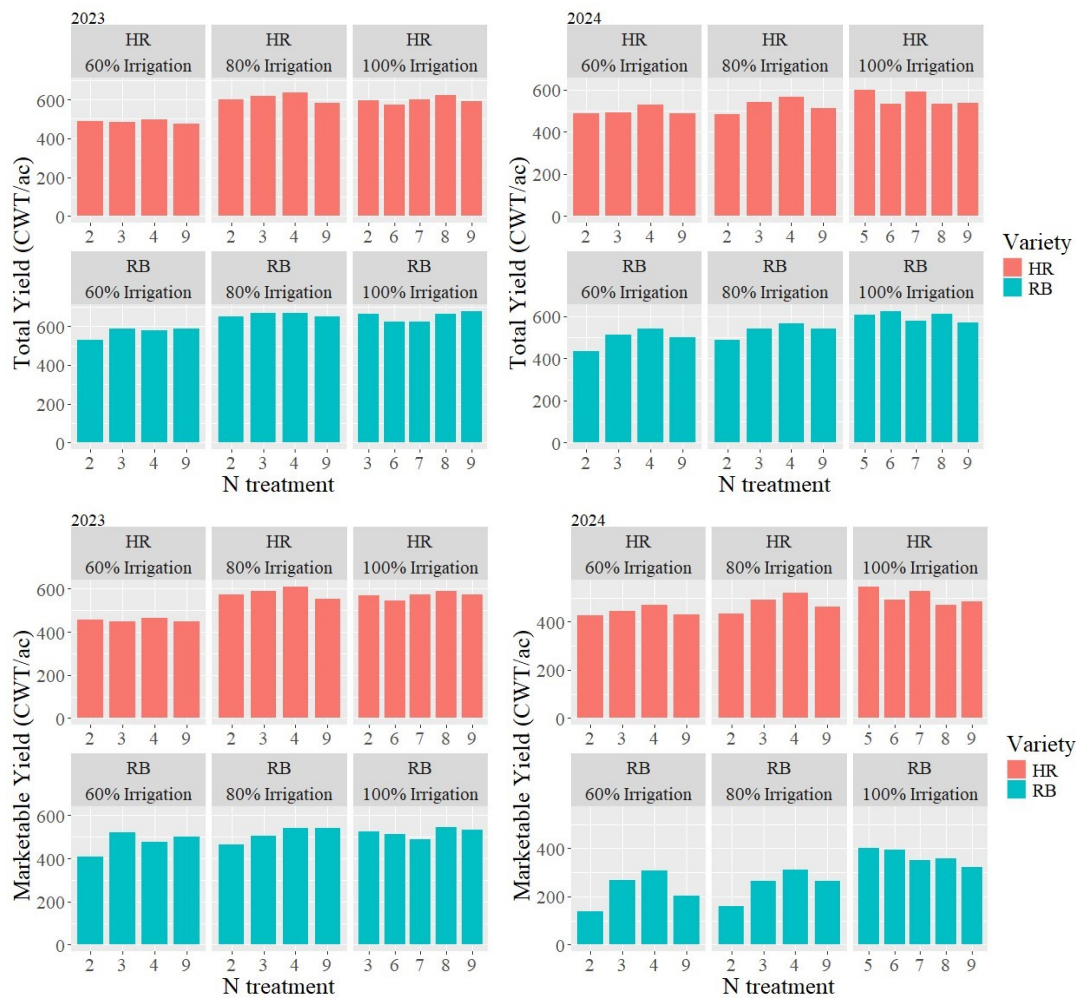 2023
HR
60% Irrigation
HR
80% Irrigation
HR
100% Irrigation
600
400
200
0
2 3 4 9
2 3 4 9
2 6 7 8 9
RB
60% Irrigation
RB
80% Irrigation
RB
100% Irrigation
600
400
200
0
2 3 4 9
2 3 4 9
3 6 7 8 9
Total Yield (CWT/ac)
N treatment
2024
HR
60% Irrigation
HR
80% Irrigation
HR
100% Irrigation
600
400
200
0
2 3 4 9
2 3 4 9
5 6 7 8 9
RB
60% Irrigation
RB
80% Irrigation
RB
100% Irrigation
600
400
200
0
2 3 4 9
2 3 4 9
5 6 7 8 9
Total Yield (CWT/ac)
N treatment
Variety
HR
RB
2023
HR
60% Irrigation
HR
80% Irrigation
HR
100% Irrigation
600
400
200
0
2 3 4 9
2 3 4 9
2 6 7 8 9
RB
60% Irrigation
RB
80% Irrigation
RB
100% Irrigation
600
400
200
0
2 3 4 9
2 3 4 9
3 6 7 8 9
Marketable Yield (CWT/ac)
N treatment
2024
HR
60% Irrigation
HR
80% Irrigation
HR
100% Irrigation
400
200
0
2 3 4 9
2 3 4 9
5 6 7 8 9
RB
60% Irrigation
RB
80% Irrigation
RB
100% Irrigation
400
200
0
2 3 4 9
2 3 4 9
5 6 7 8 9
Marketable Yield (CWT/ac)
N treatment
Variety
HR
RB